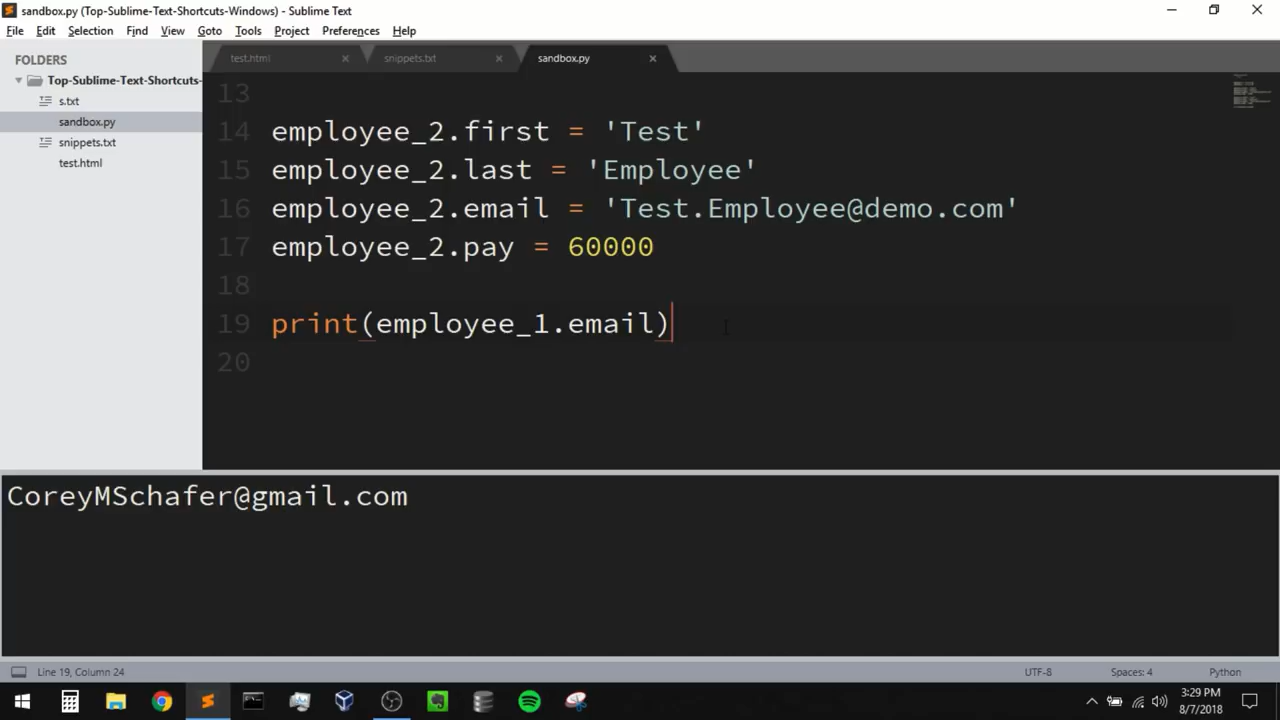 sandbox.py (Top-Sublime-Text-Shortcuts-Windows) - Sublime Text
File Edit Selection Find View Goto Tools Project Preferences Help
FOLDERS
Top-Sublime-Text-Shortcuts-
s.txt
sandbox.py
snippets.txt
test.html
test.html snippets.txt sandbox.py
13
14 employee_2.first = 'Test'
15 employee_2.last = 'Employee'
16 employee_2.email = 'Test.Employee@demo.com'
17 employee_2.pay = 60000
18
19 print(employee_1.email)
20
CoreyMSchafer@gmail.com
Line 19, Column 24 UTF-8 Spaces: 4 Python
3:29 PM
8/7/2018